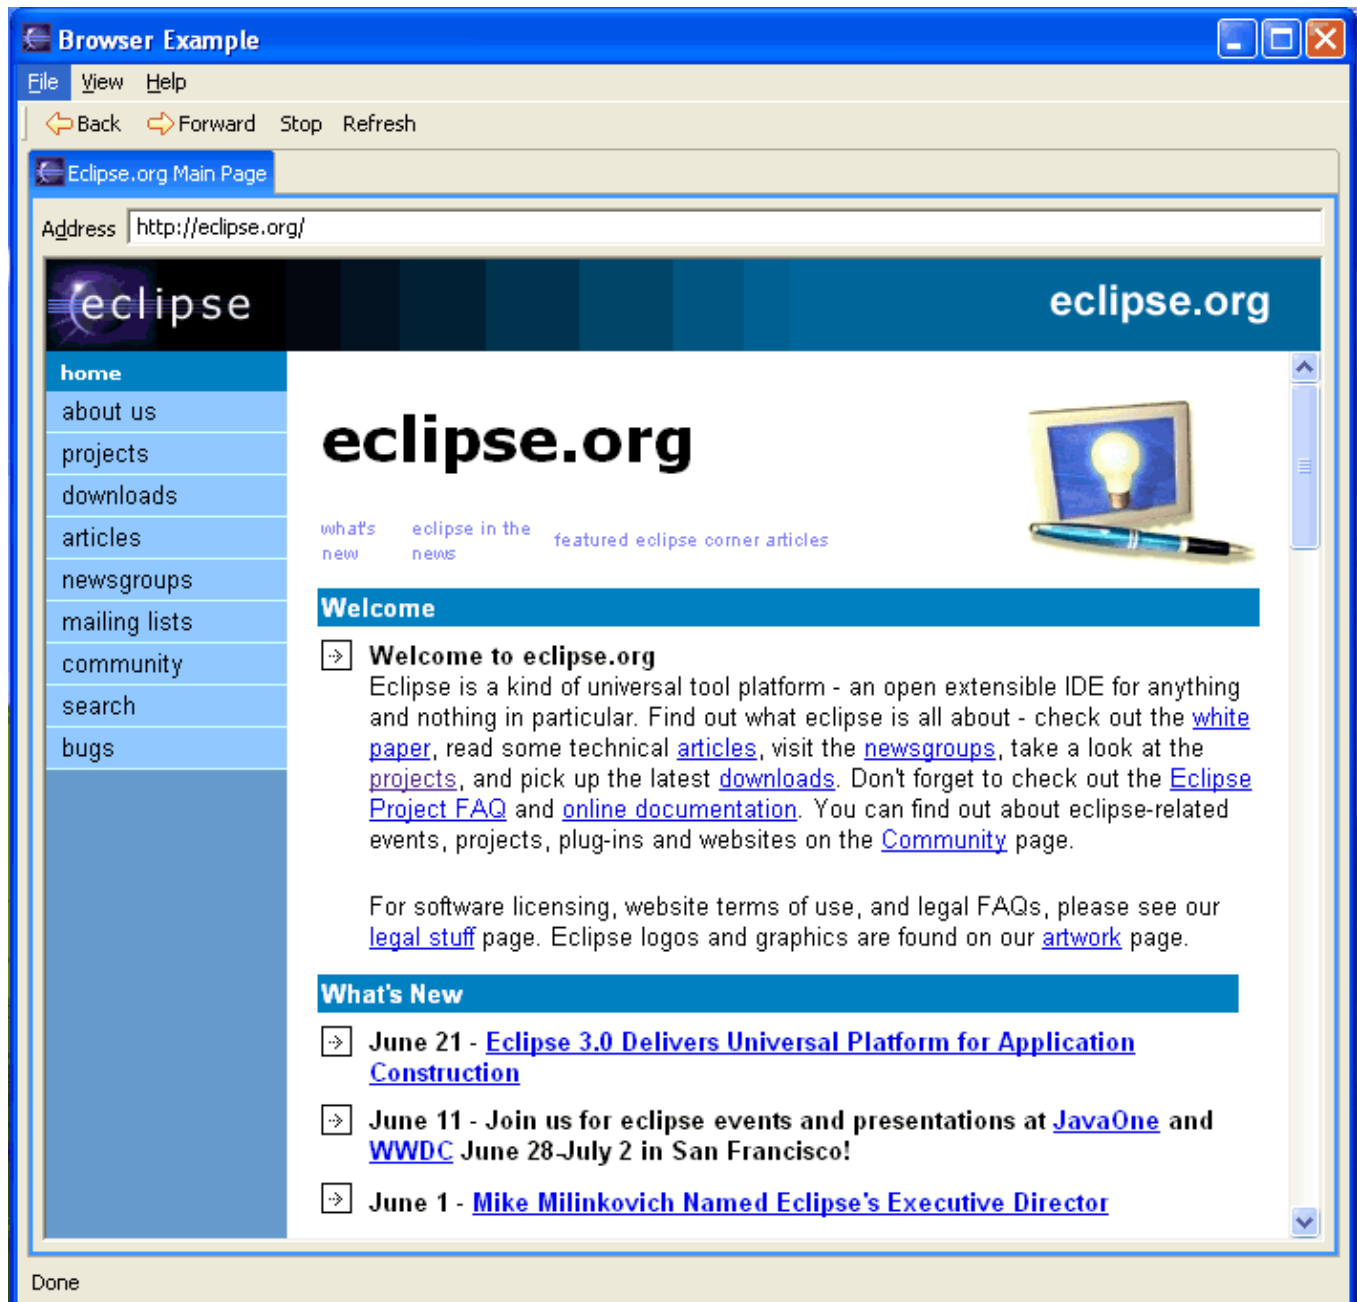 Browser Example
File View Help
Back Forward Stop Refresh
Eclipse.org Main Page
Address http://eclipse.org/
eclipse eclipse.org
home
about us
projects
downloads
articles
newsgroups
mailing lists
community
search
bugs
eclipse.org
what's
new
eclipse in the
news
featured eclipse corner articles
Welcome
Welcome to eclipse.org
Eclipse is a kind of universal tool platform - an open extensible IDE for anything
and nothing in particular. Find out what eclipse is all about - check out the white
paper, read some technical articles, visit the newsgroups, take a look at the
projects, and pick up the latest downloads. Don't forget to check out the Eclipse
Project FAQ and online documentation. You can find out about eclipse-related
events, projects, plug-ins and websites on the Community page.
For software licensing, website terms of use, and legal FAQs, please see our
legal stuff page. Eclipse logos and graphics are found on our artwork page.
What's New
June 21 - Eclipse 3.0 Delivers Universal Platform for Application
Construction
June 11 - Join us for eclipse events and presentations at JavaOne and
WWDC June 28-July 2 in San Francisco!
June 1 - Mike Milinkovich Named Eclipse's Executive Director
Done